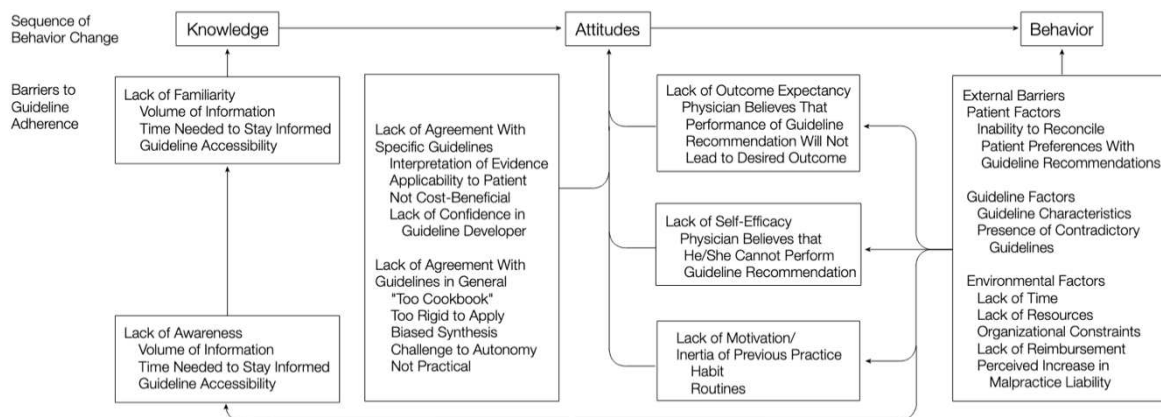 Sequence of
Behavior Change
Knowledge
Attitudes
Behavior
Barriers to
Guideline
Adherence
Lack of Familiarity
Volume of Information
Time Needed to Stay Informed
Guideline Accessibility
Lack of Awareness
Volume of Information
Time Needed to Stay Informed
Guideline Accessibility
Lack of Agreement With
Specific Guidelines
Interpretation of Evidence
Applicability to Patient
Not Cost-Beneficial
Lack of Confidence in
Guideline Developer
Lack of Agreement With
Guidelines in General
"Too Cookbook"
Too Rigid to Apply
Biased Synthesis
Challenge to Autonomy
Not Practical
Lack of Outcome Expectancy
Physician Believes That
Performance of Guideline
Recommendation Will Not
Lead to Desired Outcome
Lack of Self-Efficacy
Physician Believes that
He/She Cannot Perform
Guideline Recommendation
Lack of Motivation/
Inertia of Previous Practice
Habit
Routines
External Barriers
Patient Factors
Inability to Reconcile
Patient Preferences With
Guideline Recommendations
Guideline Factors
Guideline Characteristics
Presence of Contradictory
Guidelines
Environmental Factors
Lack of Time
Lack of Resources
Organizational Constraints
Lack of Reimbursement
Perceived Increase in
Malpractice Liability